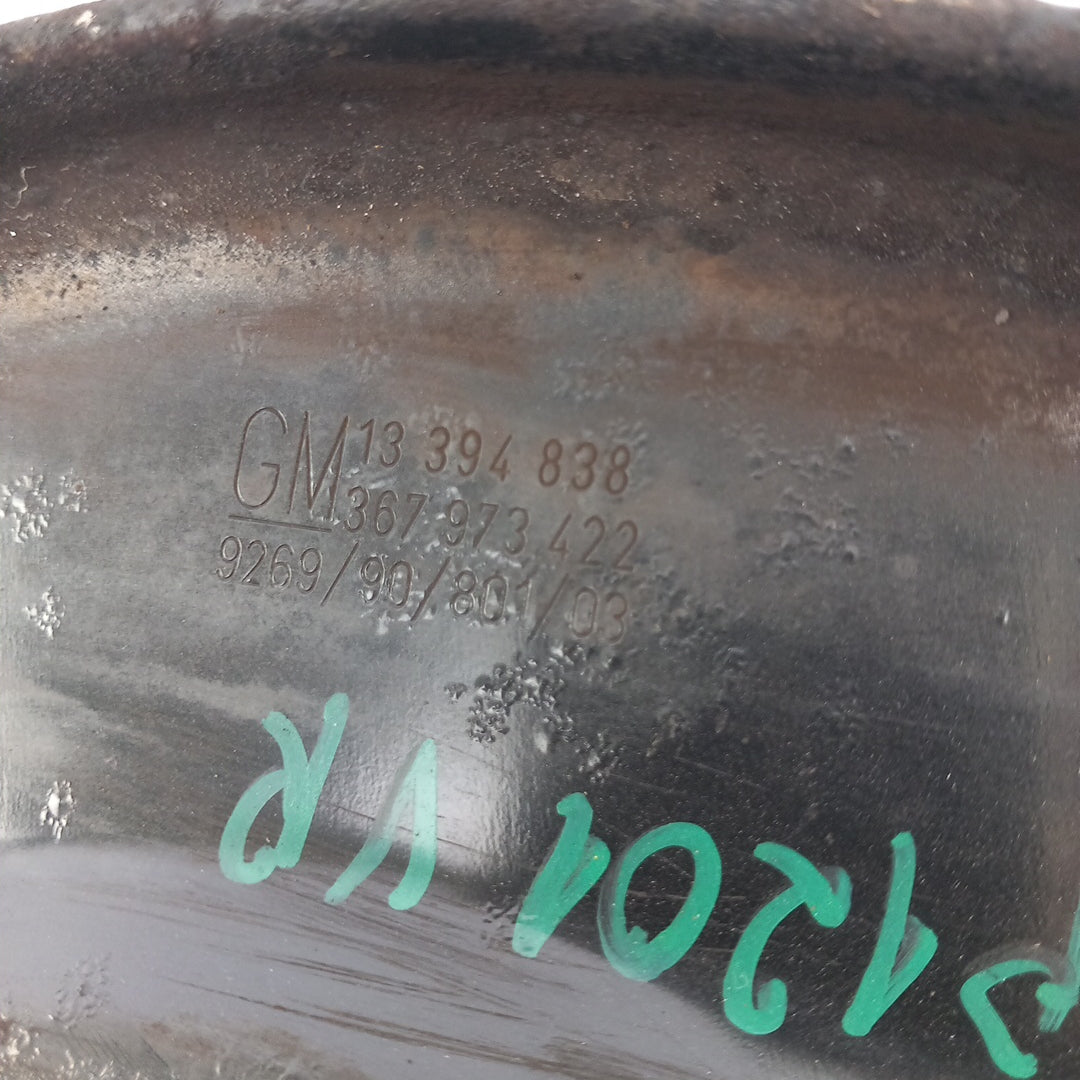 GM 13 394 838
367 973 422
9269/90/801/03
1201 VR